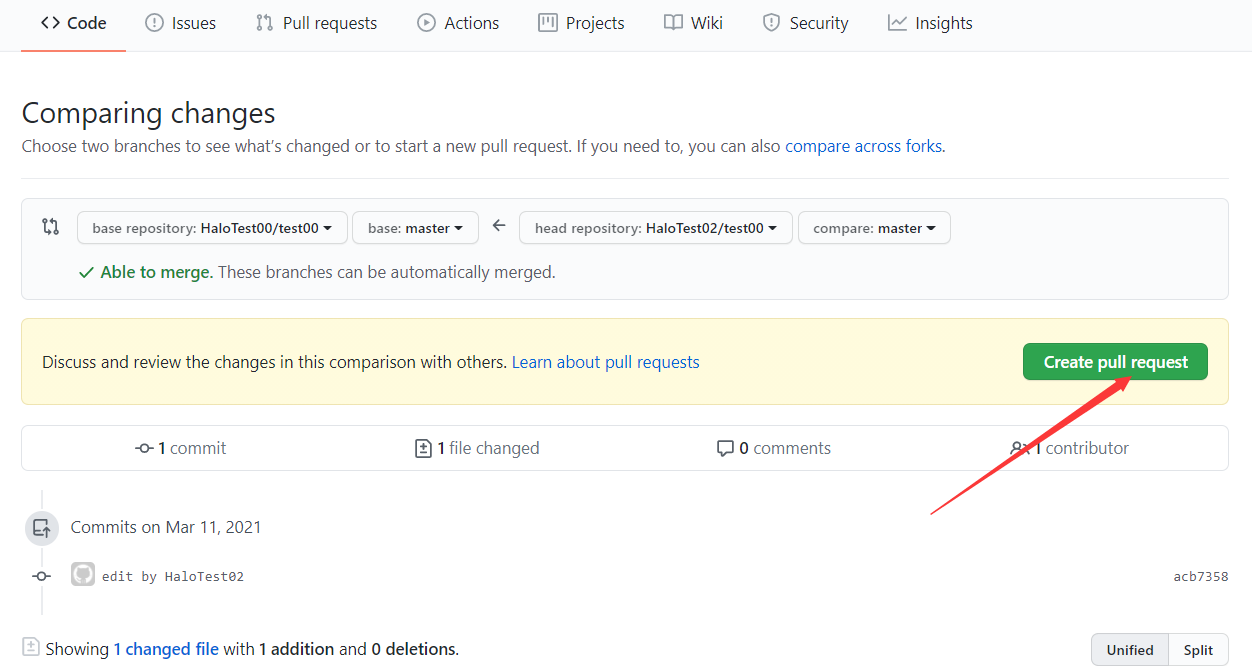 Code Issues Pull requests Actions Projects Wiki Security Insights
Comparing changes
Choose two branches to see what's changed or to start a new pull request. If you need to, you can also compare across forks.
base repository: HaloTest00/test00 base: master head repository: HaloTest02/test00 compare: master
Able to merge. These branches can be automatically merged.
Discuss and review the changes in this comparison with others. Learn about pull requests Create pull request
1 commit 1 file changed 0 comments 1 contributor
Commits on Mar 11, 2021
edit by HaloTest02 acb7358
Showing 1 changed file with 1 addition and 0 deletions. Unified Split